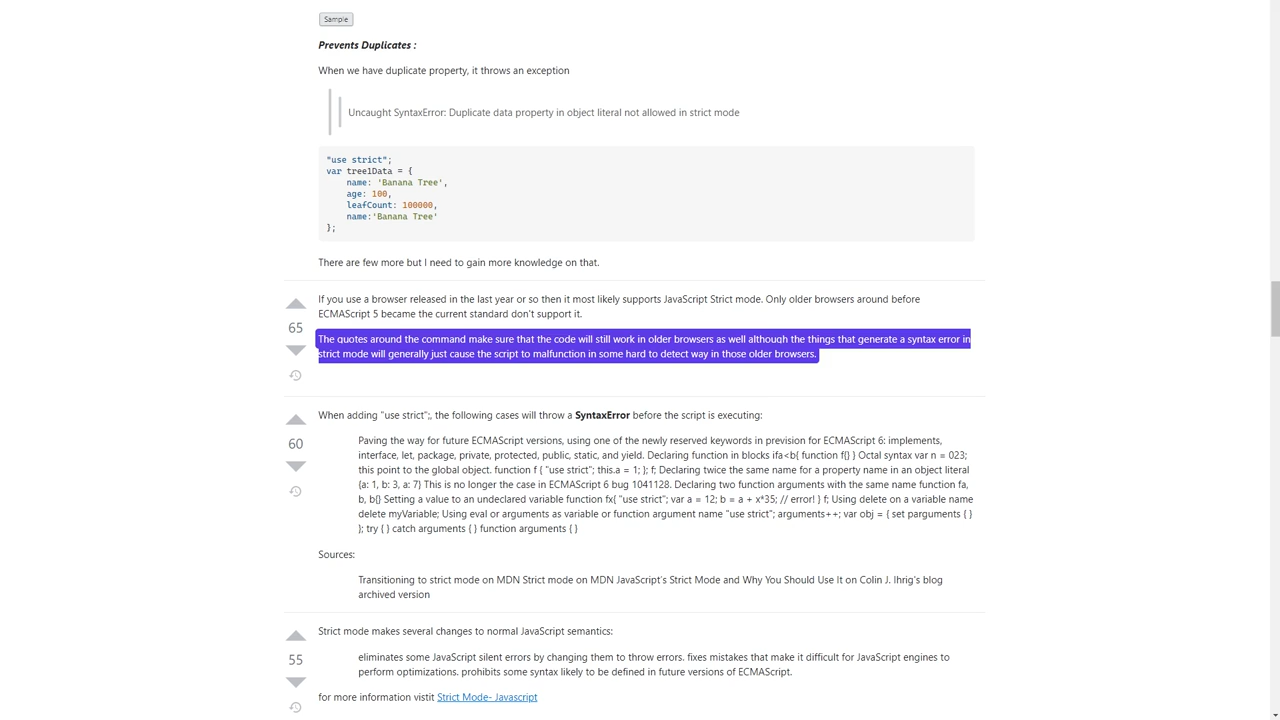 Sample
Prevents Duplicates :
When we have duplicate property, it throws an exception
Uncaught SyntaxError: Duplicate data property in object literal not allowed in strict mode
"use strict";
var tree1Data = {
    name: 'Banana Tree',
    age: 100,
    leafCount: 100000,
    name:'Banana Tree'
};
There are few more but I need to gain more knowledge on that.
If you use a browser released in the last year or so then it most likely supports JavaScript Strict mode. Only older browsers around before
ECMAScript 5 became the current standard don't support it.
65
The quotes around the command make sure that the code will still work in older browsers as well although the things that generate a syntax error in
strict mode will generally just cause the script to malfunction in some hard to detect way in those older browsers.
When adding "use strict";, the following cases will throw a SyntaxError before the script is executing:
60
Paving the way for future ECMAScript versions, using one of the newly reserved keywords in prevision for ECMAScript 6: implements,
interface, let, package, private, protected, public, static, and yield. Declaring function in blocks ifa<b{ function f{} } Octal syntax var n = 023;
this point to the global object. function f { "use strict"; this.a = 1; }; f; Declaring twice the same name for a property name in an object literal
{a: 1, b: 3, a: 7} This is no longer the case in ECMAScript 6 bug 1041128. Declaring two function arguments with the same name function fa,
b, b{} Setting a value to an undeclared variable function fx{ "use strict"; var a = 12; b = a + x*35; // error! } f; Using delete on a variable name
delete myVariable; Using eval or arguments as variable or function argument name "use strict"; arguments++; var obj = { set parguments { }
}; try { } catch arguments { } function arguments { }
Sources:
Transitioning to strict mode on MDN Strict mode on MDN JavaScript's Strict Mode and Why You Should Use It on Colin J. Ihrig's blog
archived version
Strict mode makes several changes to normal JavaScript semantics:
55
eliminates some JavaScript silent errors by changing them to throw errors. fixes mistakes that make it difficult for JavaScript engines to
perform optimizations. prohibits some syntax likely to be defined in future versions of ECMAScript.
for more information vistit Strict Mode- Javascript